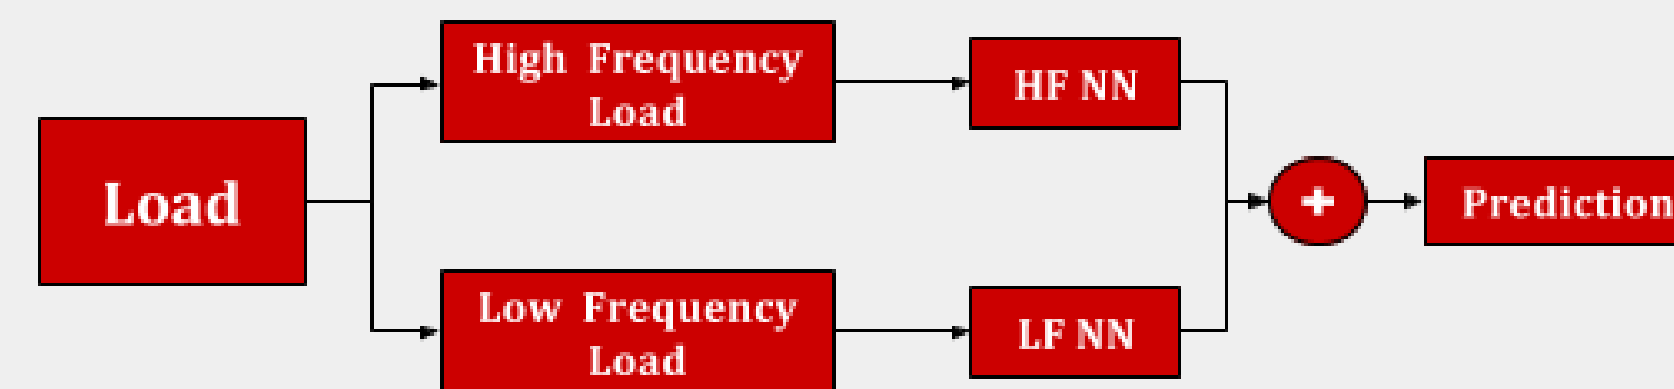 Load
High Frequency
Load
HF NN
+
Prediction
Low Frequency
Load
LF NN